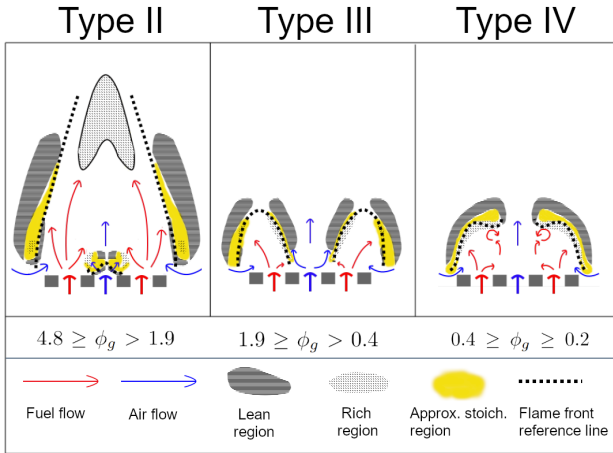 Type II Type III Type IV
4.8 ≥ ϕg > 1.9 1.9 ≥ ϕg > 0.4 0.4 ≥ ϕg ≥ 0.2
Fuel flow Air flow Lean region Rich region Approx. stoich. region Flame front reference line